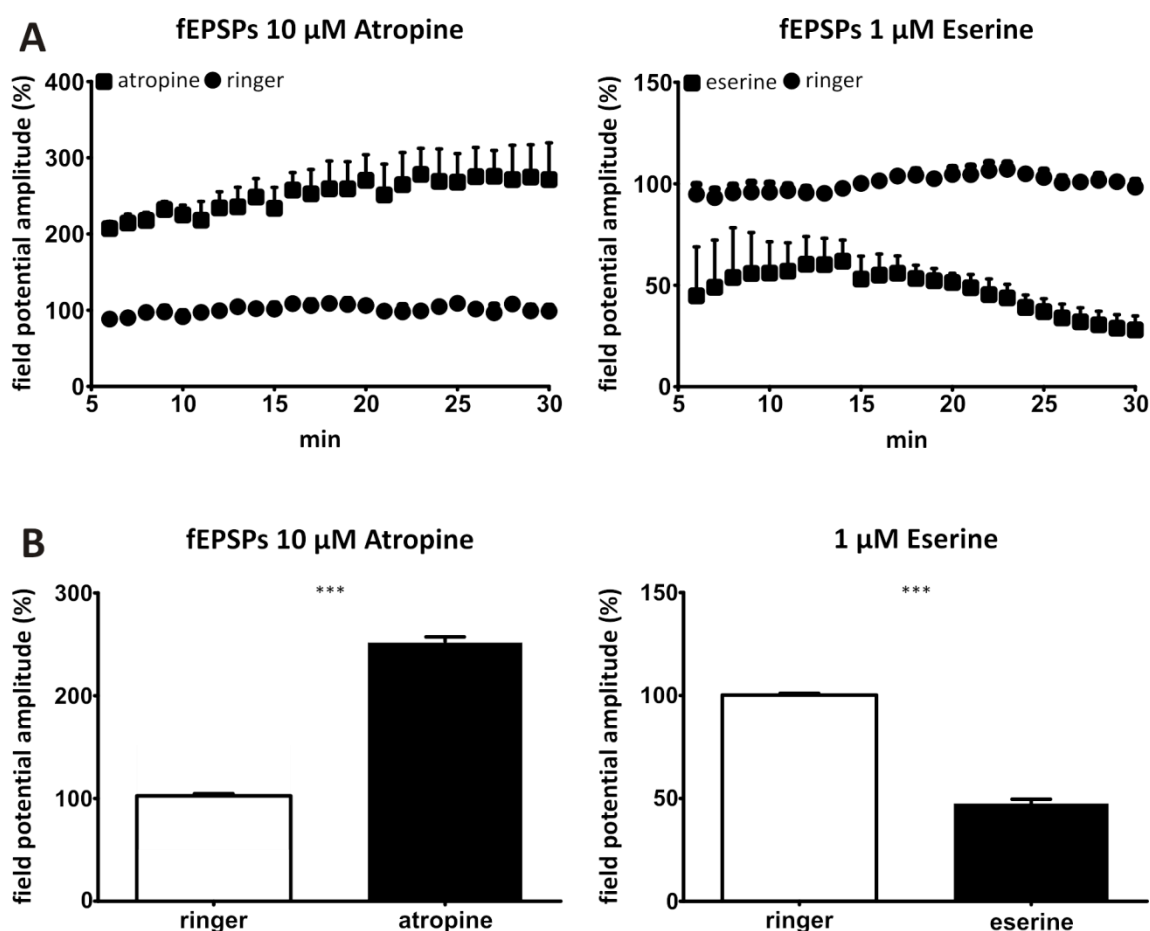 A
fEPSPs 10 µM Atropine
field potential amplitude (%)
atropine ringer
400
300
200
100
0
5 10 15 20 25 30
min
fEPSPs 1 µM Eserine
field potential amplitude (%)
eserine ringer
150
100
50
0
5 10 15 20 25 30
min
B
fEPSPs 10 µM Atropine
field potential amplitude (%)
***
300
200
100
0
ringer atropine
1 µM Eserine
field potential amplitude (%)
***
150
100
50
0
ringer eserine